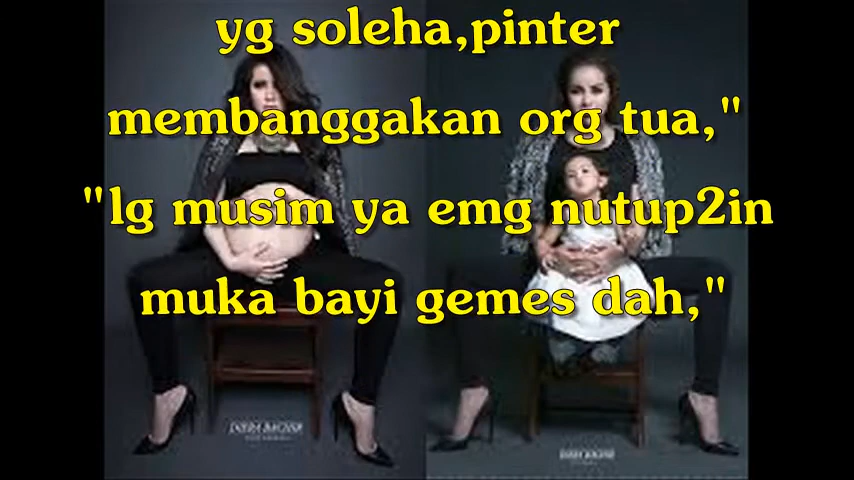 yg soleha,pinter
membanggakan org tua,"
"lg musim ya emg nutup2in
muka bayi gemes dah,"